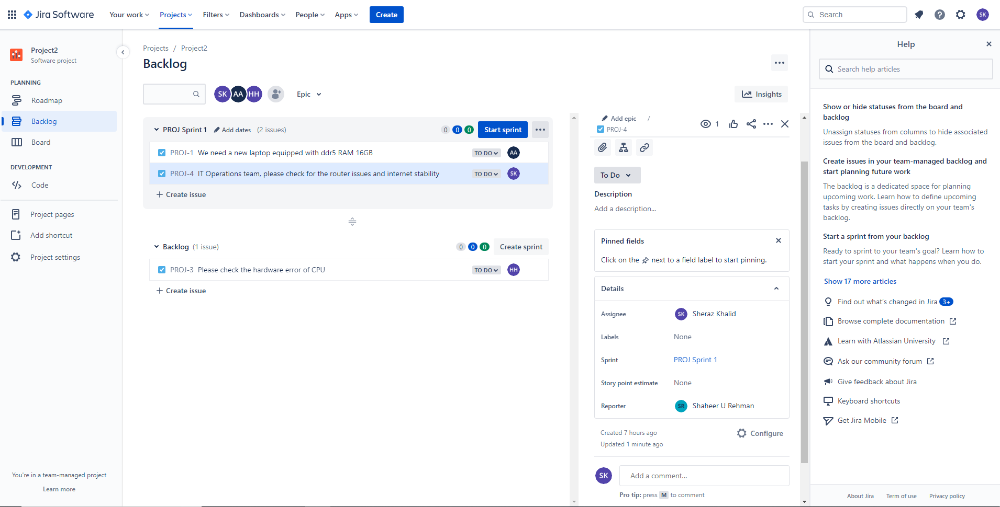 Jira Software
Your work
Projects
Filters
Dashboards
People
Apps
Create
Search
SK
Project2
Software project
PLANNING
Roadmap
Backlog
Board
DEVELOPMENT
Code
Project pages
Add shortcut
Project settings
You're in a team-managed project
Learn more
Projects / Project2
Backlog
SK AA HH
Epic
Insights
PROJ Sprint 1 Add dates (2 issues)
0 0 0
Start sprint
PROJ-1 We need a new laptop equipped with ddr5 RAM 16GB TO DO AA
PROJ-4 IT Operations team, please check for the router issues and internet stability TO DO SK
+ Create issue
Backlog (1 issue)
0 0 0
Create sprint
PROJ-3 Please check the hardware error of CPU TO DO HH
+ Create issue
Add epic /
PROJ-4
1
To Do
Description
Add a description...
Pinned fields
Click on the next to a field label to start pinning.
Details
Assignee SK Sheraz Khalid
Labels None
Sprint PROJ Sprint 1
Story point estimate None
Reporter SR Shaheer U Rehman
Created 7 hours ago
Updated 1 minute ago
Configure
SK Add a comment...
Pro tip: press M to comment
Help
Search help articles
Show or hide statuses from the board and
backlog
Unassign statuses from columns to hide associated
issues from the board and backlog.
Create issues in your team-managed backlog and
start planning future work
The backlog is a dedicated space for planning
upcoming work. Learn how to define upcoming
tasks by creating issues directly on your team's
backlog.
Start a sprint from your backlog
Ready to sprint to your team's goal? Learn how to
start your sprint and what happens when you do.
Show 17 more articles
Find out what's changed in Jira 3+
Browse complete documentation
Learn with Atlassian University
Ask our community forum
Give feedback about Jira
Keyboard shortcuts
Get Jira Mobile
About Jira
Term of use
Privacy policy